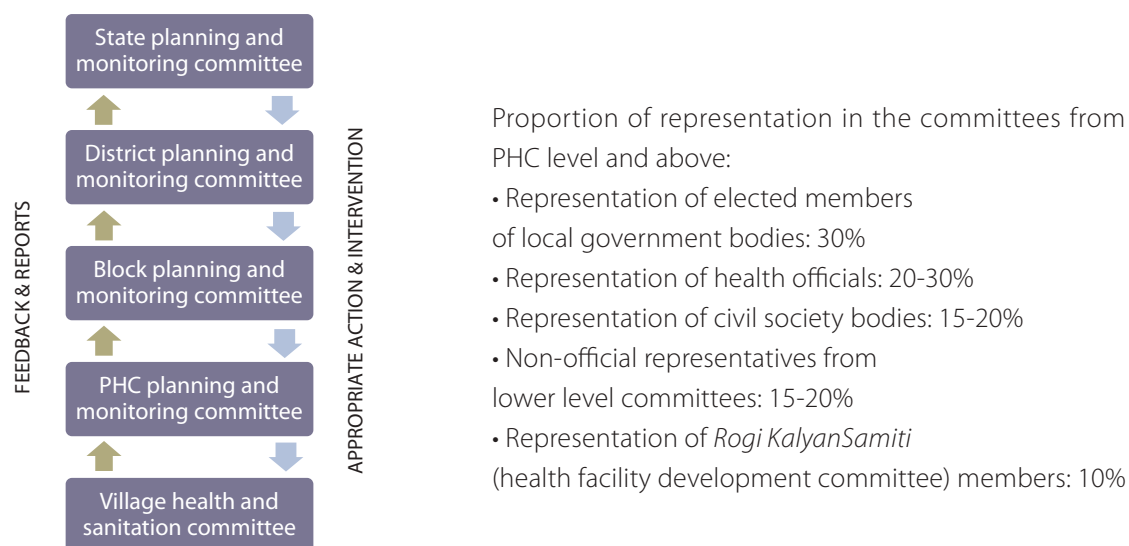 State planning and
monitoring committee
District planning and
monitoring committee
Block planning and
monitoring committee
PHC planning and
monitoring committee
Village health and
sanitation committee
FEEDBACK & REPORTS
APPROPRIATE ACTION & INTERVENTION
Proportion of representation in the committees from
PHC level and above:
• Representation of elected members
of local government bodies: 30%
• Representation of health officials: 20-30%
• Representation of civil society bodies: 15-20%
• Non-official representatives from
lower level committees: 15-20%
• Representation of Rogi KalyanSamiti
(health facility development committee) members: 10%